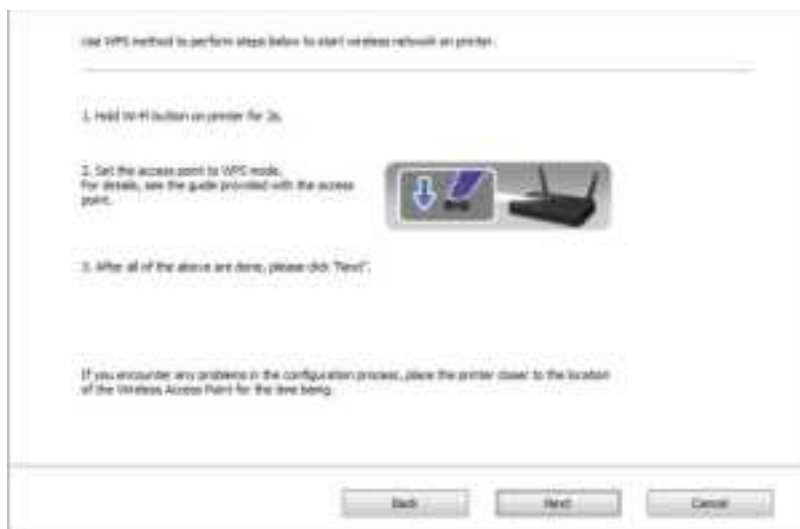 Use WPS method to perform steps below to start wireless network on printer.
1. Hold Wi-Fi button on printer for 3s.
2. Set the access point to WPS mode.
For details, see the guide provided with the access
point.
3. After all of the above are done, please click "Next".
If you encounter any problems in the configuration process, place the printer closer to the location
of the Wireless Access Point for the time being.
Back
Next
Cancel